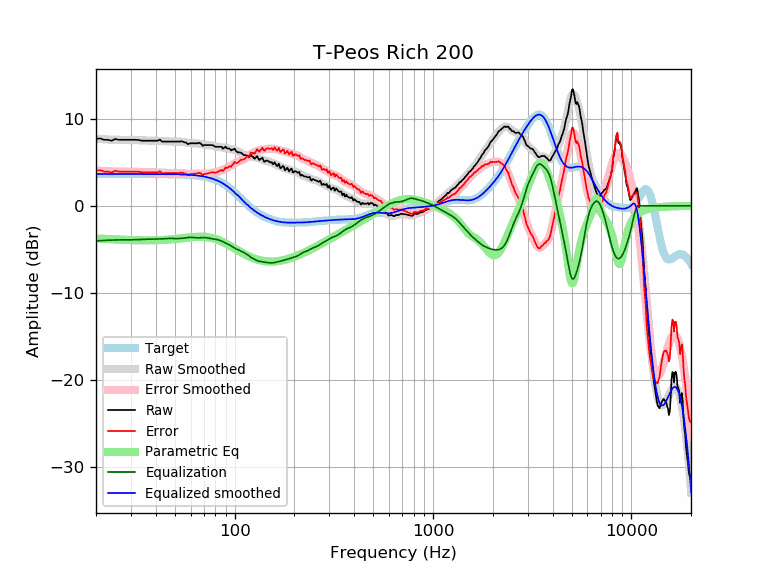 T-Peos Rich 200
Amplitude (dBr)
10
0
−10
−20
−30
Target
Raw Smoothed
Error Smoothed
Raw
Error
Parametric Eq
Equalization
Equalized smoothed
100 1000 10000
Frequency (Hz)